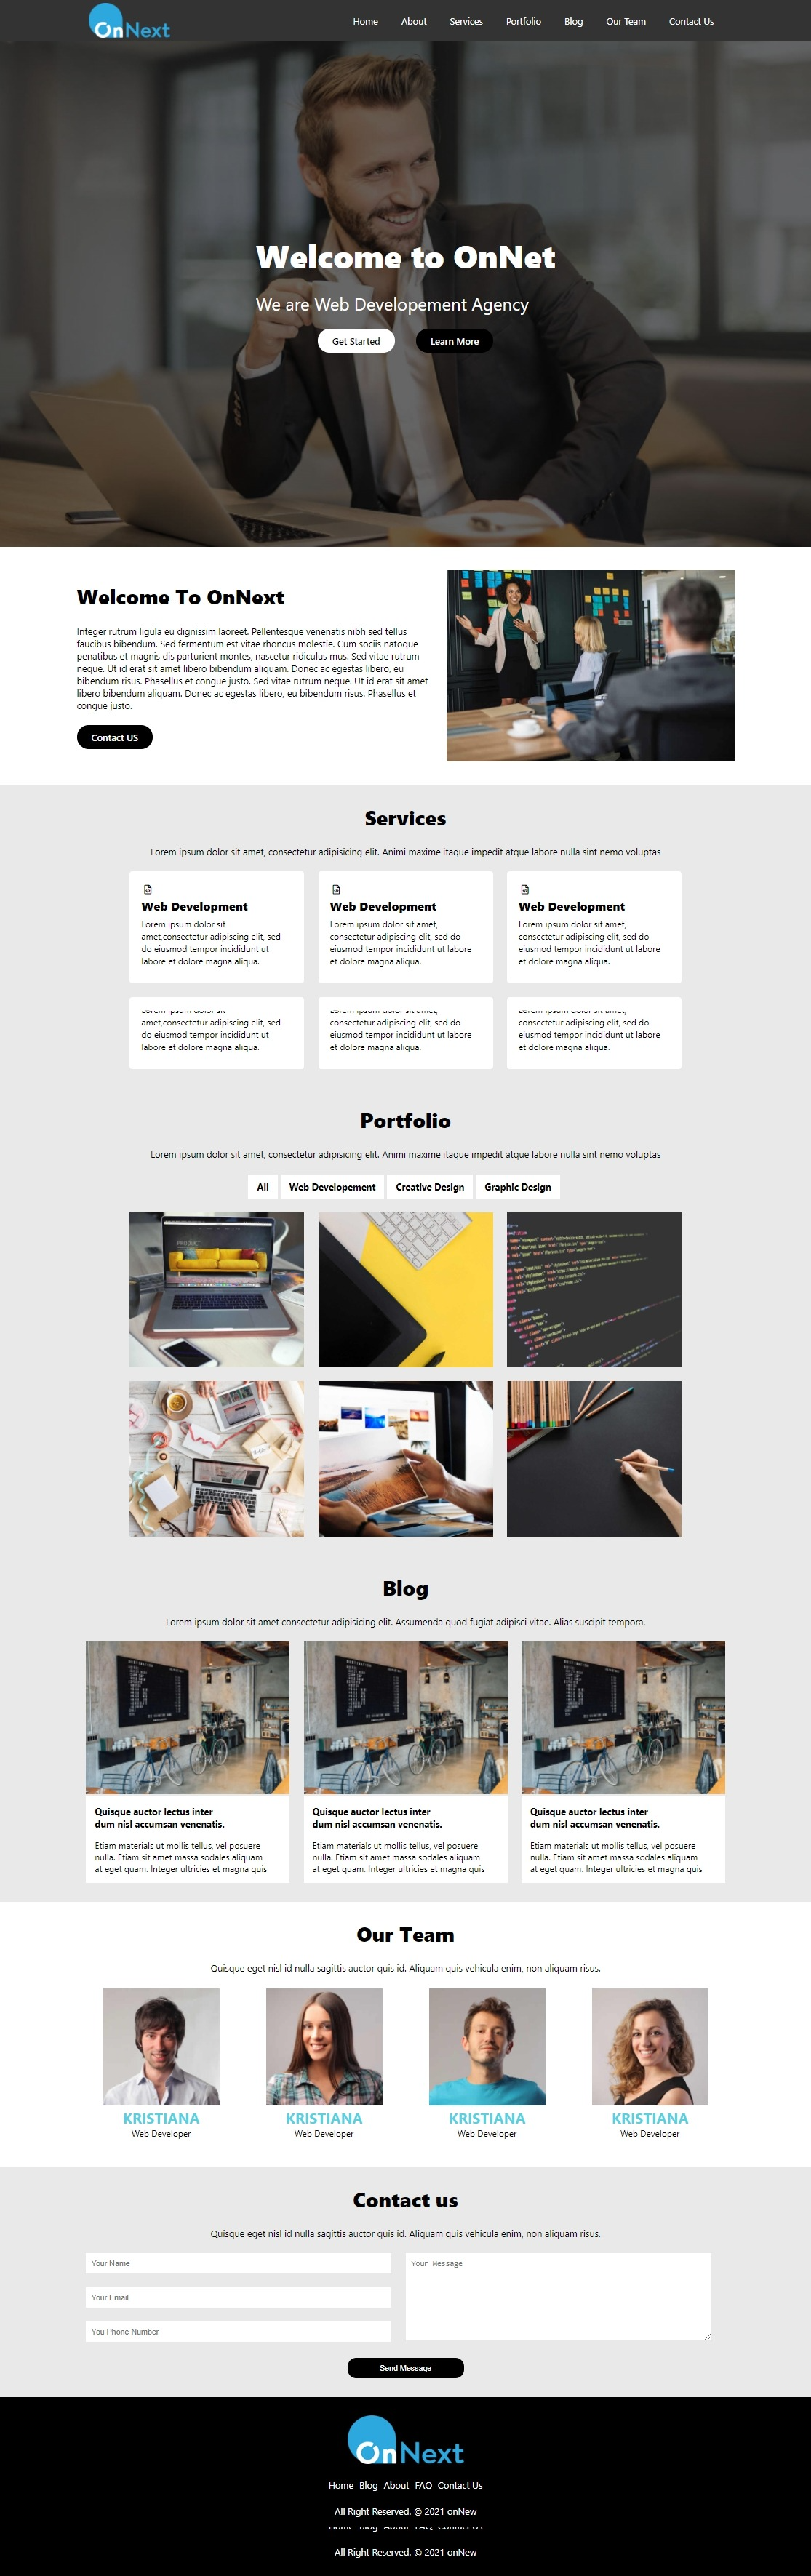 OnNext
Home About Services Portfolio Blog Our Team Contact Us
Welcome to OnNet
We are Web Developement Agency
Get Started Learn More
Welcome To OnNext
Integer rutrum ligula eu dignissim laoreet. Pellentesque venenatis nibh sed tellus
faucibus bibendum. Sed fermentum est vitae rhoncus molestie. Cum sociis natoque
penatibus et magnis dis parturient montes, nascetur ridiculus mus. Sed vitae rutrum
neque. Ut id erat sit amet libero bibendum aliquam. Donec ac egestas libero, eu
bibendum risus. Phasellus et congue justo. Sed vitae rutrum neque. Ut id erat sit amet
libero bibendum aliquam. Donec ac egestas libero, eu bibendum risus. Phasellus et
congue justo.
Contact US
Services
Lorem ipsum dolor sit amet, consectetur adipisicing elit. Animi maxime itaque impedit atque labore nulla sint nemo voluptas
Web Development
Lorem ipsum dolor sit
amet,consectetur adipiscing elit, sed
do eiusmod tempor incididunt ut
labore et dolore magna aliqua.
Web Development
Lorem ipsum dolor sit amet,
consectetur adipiscing elit, sed do
eiusmod tempor incididunt ut labore
et dolore magna aliqua.
Web Development
Lorem ipsum dolor sit amet,
consectetur adipiscing elit, sed do
eiusmod tempor incididunt ut labore
et dolore magna aliqua.
Lorem ipsum dolor sit
amet,consectetur adipiscing elit, sed
do eiusmod tempor incididunt ut
labore et dolore magna aliqua.
Lorem ipsum dolor sit amet,
consectetur adipiscing elit, sed do
eiusmod tempor incididunt ut labore
et dolore magna aliqua.
Lorem ipsum dolor sit amet,
consectetur adipiscing elit, sed do
eiusmod tempor incididunt ut labore
et dolore magna aliqua.
Portfolio
Lorem ipsum dolor sit amet, consectetur adipisicing elit. Animi maxime itaque impedit atque labore nulla sint nemo voluptas
All Web Developement Creative Design Graphic Design
PRODUCT
Blog
Lorem ipsum dolor sit amet consectetur adipisicing elit. Assumenda quod fugiat adipisci vitae. Alias suscipit tempora.
Quisque auctor lectus inter
dum nisl accumsan venenatis.
Etiam materials ut mollis tellus, vel posuere
nulla. Etiam sit amet massa sodales aliquam
at eget quam. Integer ultricies et magna quis
Quisque auctor lectus inter
dum nisl accumsan venenatis.
Etiam materials ut mollis tellus, vel posuere
nulla. Etiam sit amet massa sodales aliquam
at eget quam. Integer ultricies et magna quis
Quisque auctor lectus inter
dum nisl accumsan venenatis.
Etiam materials ut mollis tellus, vel posuere
nulla. Etiam sit amet massa sodales aliquam
at eget quam. Integer ultricies et magna quis
Our Team
Quisque eget nisl id nulla sagittis auctor quis id. Aliquam quis vehicula enim, non aliquam risus.
KRISTIANA KRISTIANA KRISTIANA KRISTIANA
Web Developer Web Developer Web Developer Web Developer
Contact us
Quisque eget nisl id nulla sagittis auctor quis id. Aliquam quis vehicula enim, non aliquam risus.
Your Name
Your Email
You Phone Number
Your Message
Send Message
OnNext
Home Blog About FAQ Contact Us
All Right Reserved. © 2021 onNew
Home Blog About FAQ Contact Us
All Right Reserved. © 2021 onNew